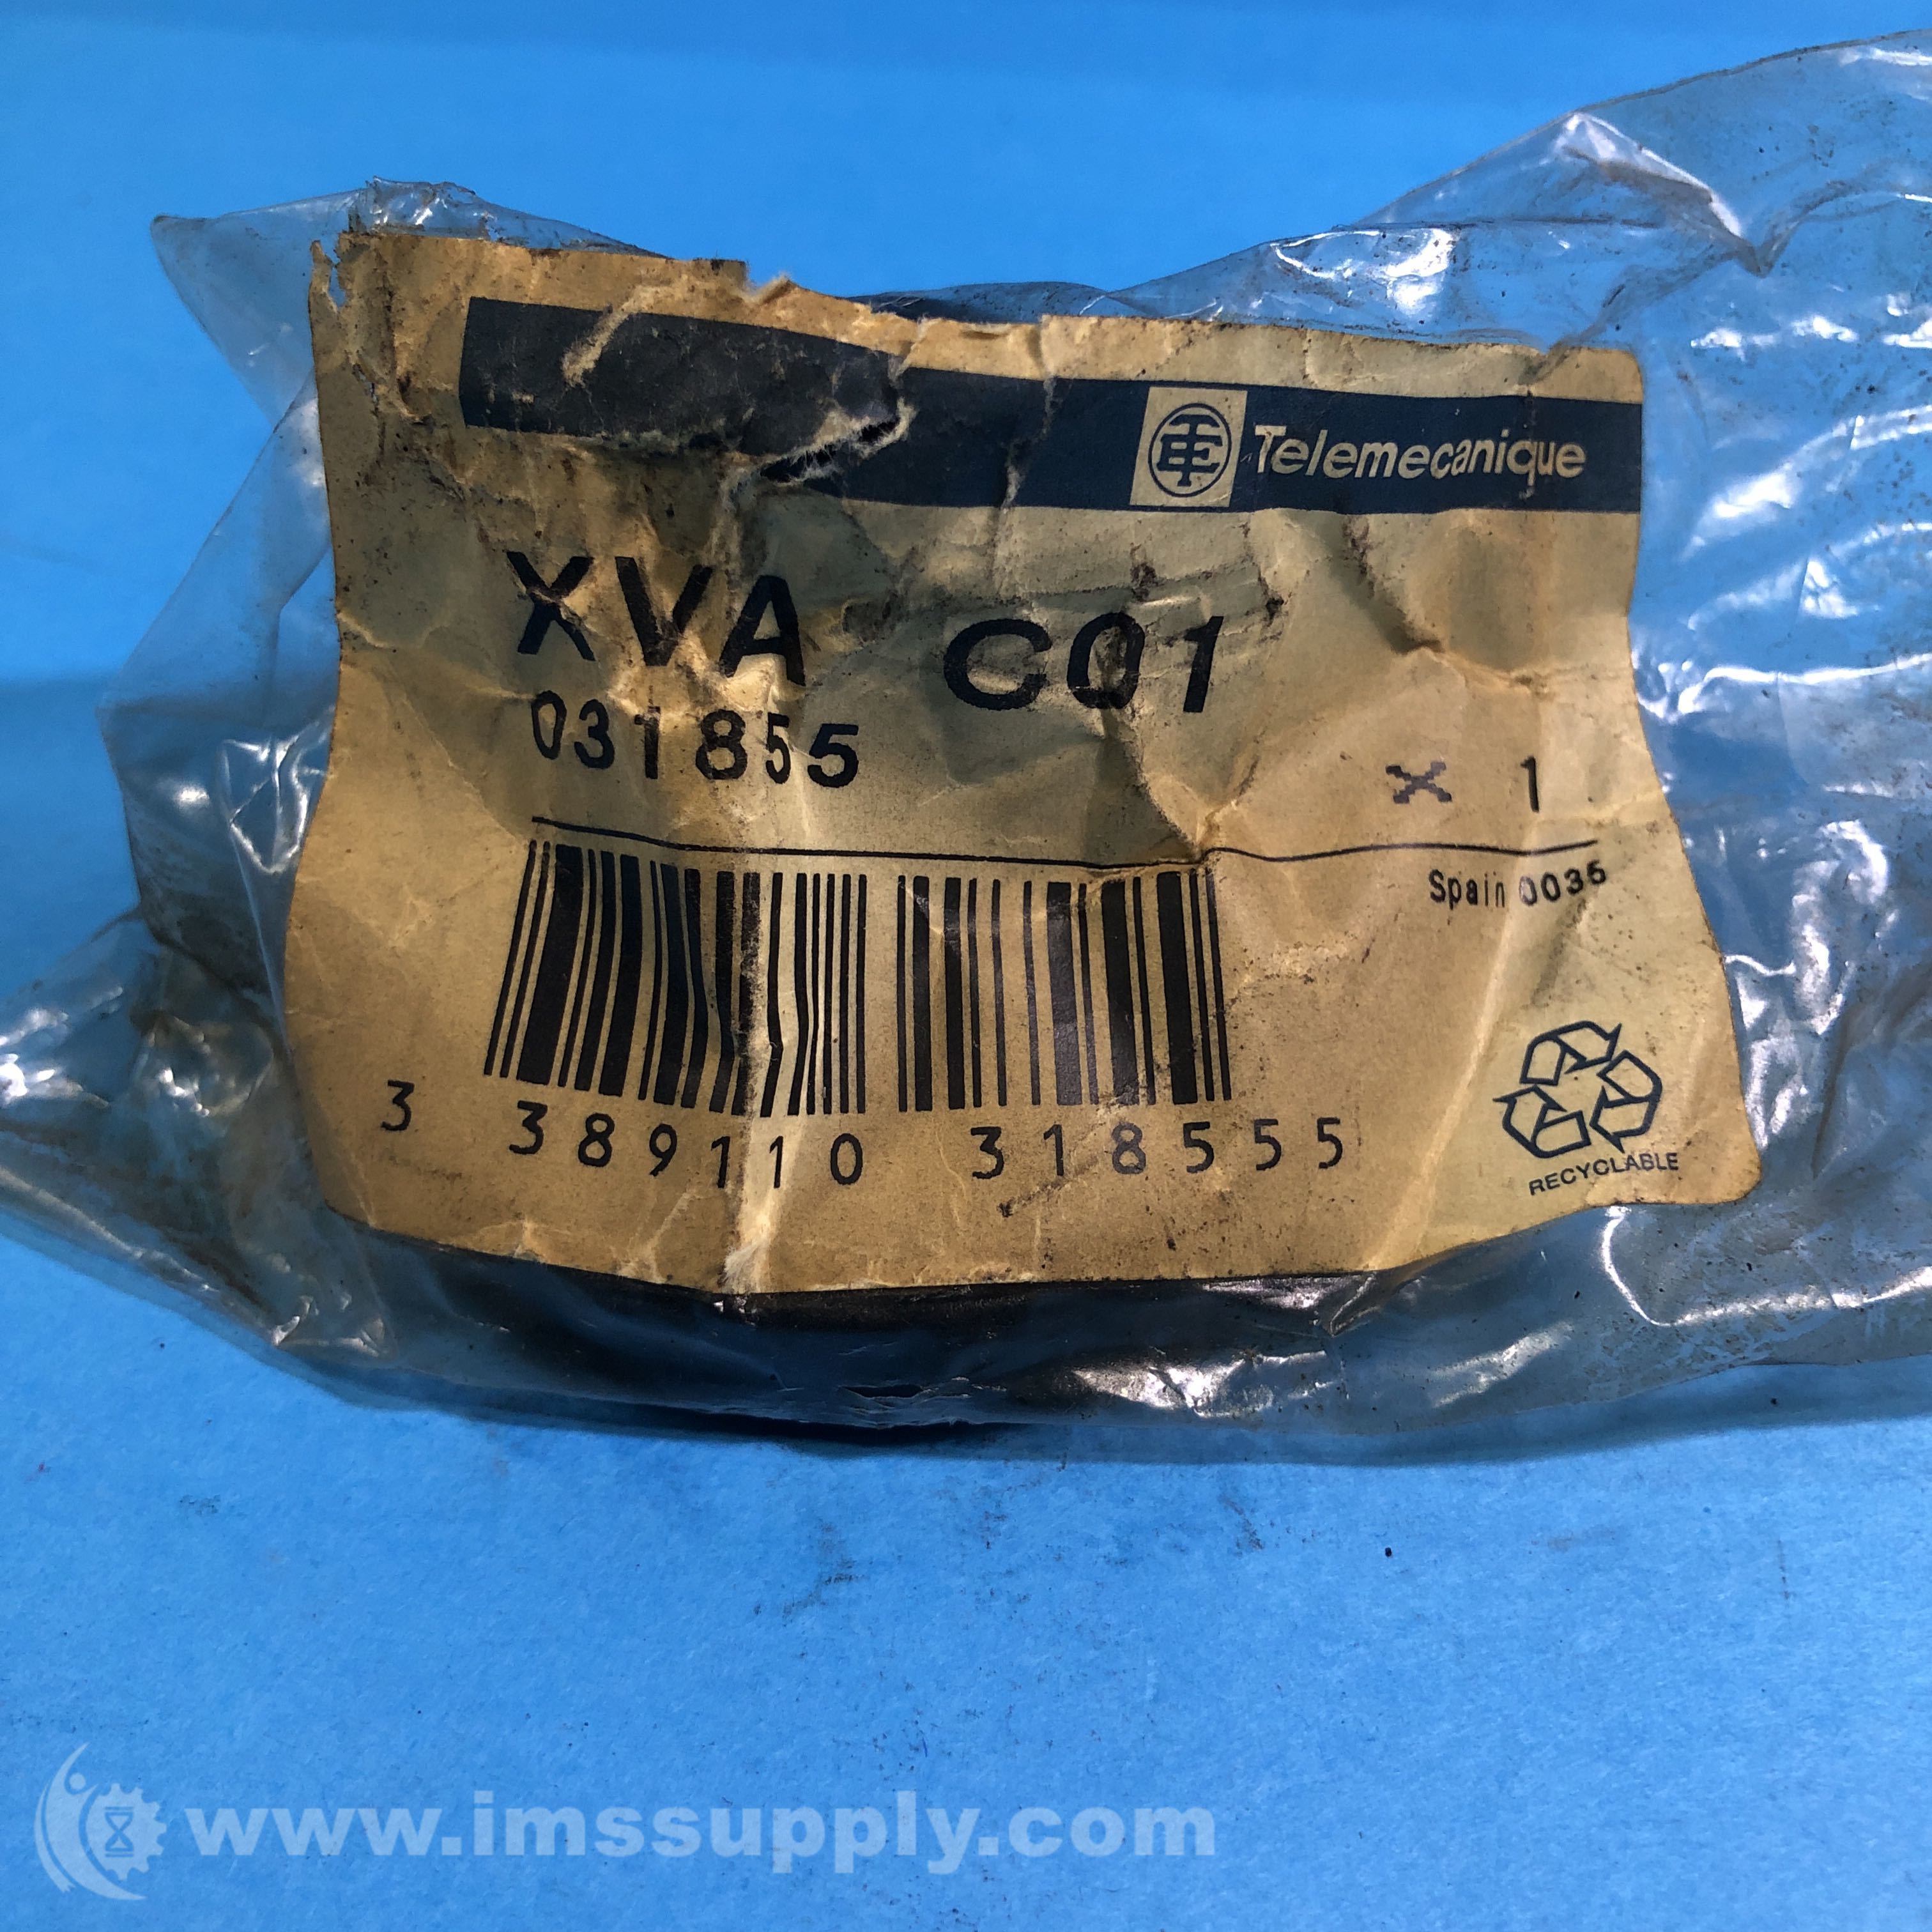 Telemecanique
XVA C01
031855
x 1
Spain 0035
3 389110 318555
RECYCLABLE
www.imssupply.com